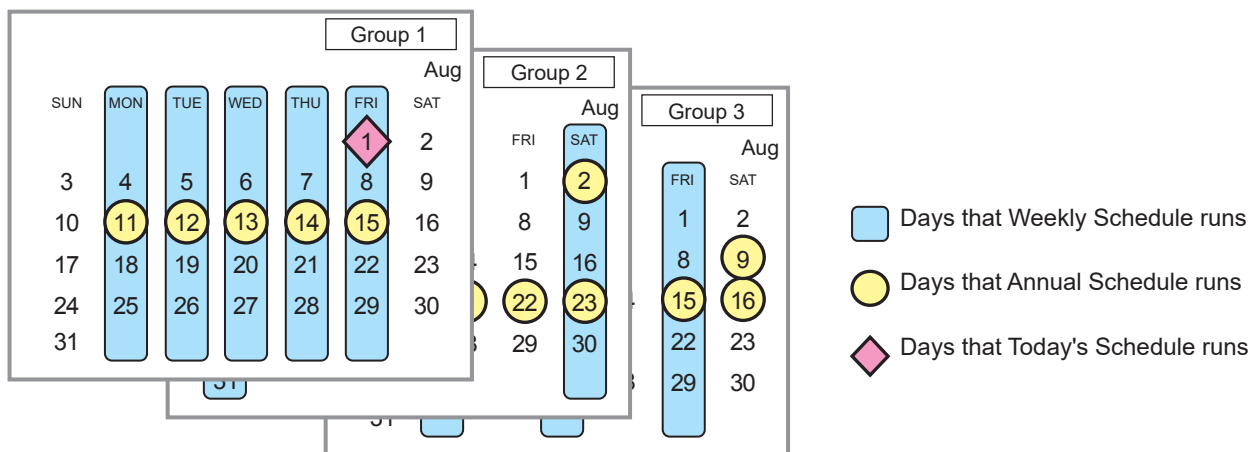 Group 1
Aug
SUN MON TUE WED THU FRI SAT
1 2
3 4 5 6 7 8 9
10 11 12 13 14 15 16
17 18 19 20 21 22 23
24 25 26 27 28 29 30
31
Group 2
Aug
FRI SAT
1 2
8 9
15 16
22 23
29 30
31
Group 3
Aug
FRI SAT
1 2
8 9
15 16
22 23
29 30
Days that Weekly Schedule runs
Days that Annual Schedule runs
Days that Today's Schedule runs